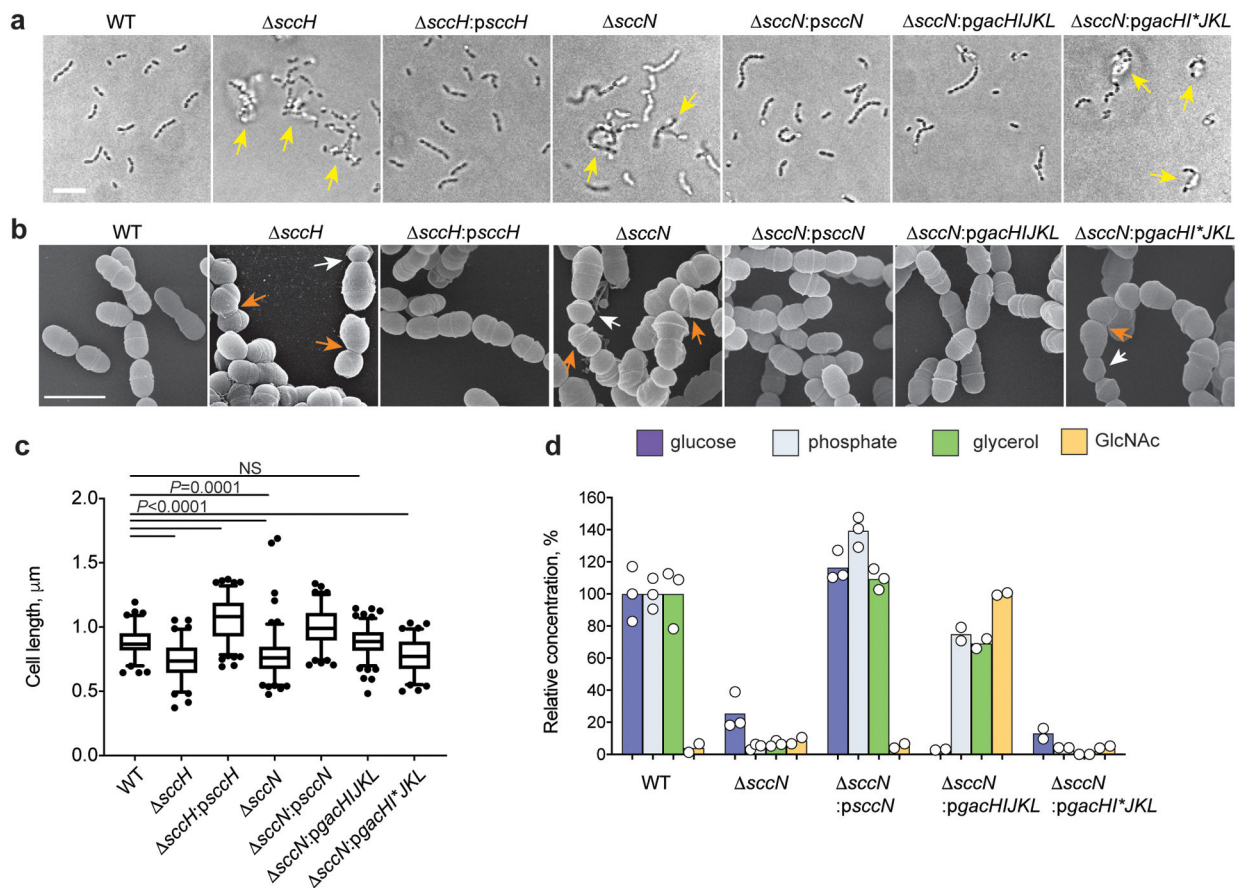 a
WT
ΔsccH
ΔsccH:psccH
ΔsccN
ΔsccN:psccN
ΔsccN:pgacHIJKL
ΔsccN:pgacHI*JKL
b
WT
ΔsccH
ΔsccH:psccH
ΔsccN
ΔsccN:psccN
ΔsccN:pgacHIJKL
ΔsccN:pgacHI*JKL
c
NS
P=0.0001
P<0.0001
Cell length, μm
2.0
1.5
1.0
0.5
0.0
WT
ΔsccH
ΔsccH:psccH
ΔsccN
ΔsccN:psccN
ΔsccN:pgacHIJKL
ΔsccN:pgacHI*JKL
d
glucose
phosphate
glycerol
GlcNAc
Relative concentration, %
160
140
120
100
80
60
40
20
0
WT
ΔsccN
ΔsccN
:psccN
ΔsccN
:pgacHIJKL
ΔsccN
:pgacHI*JKL